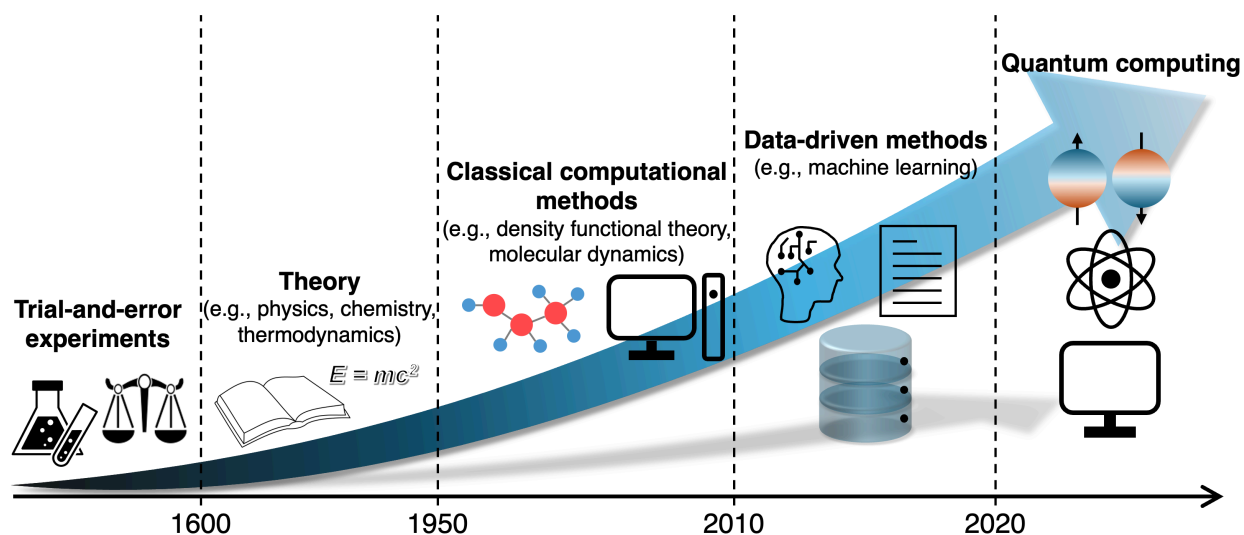 Trial-and-error
experiments
Theory
(e.g., physics, chemistry,
thermodynamics)
E = mc²
Classical computational
methods
(e.g., density functional theory,
molecular dynamics)
Data-driven methods
(e.g., machine learning)
Quantum computing
1600
1950
2010
2020